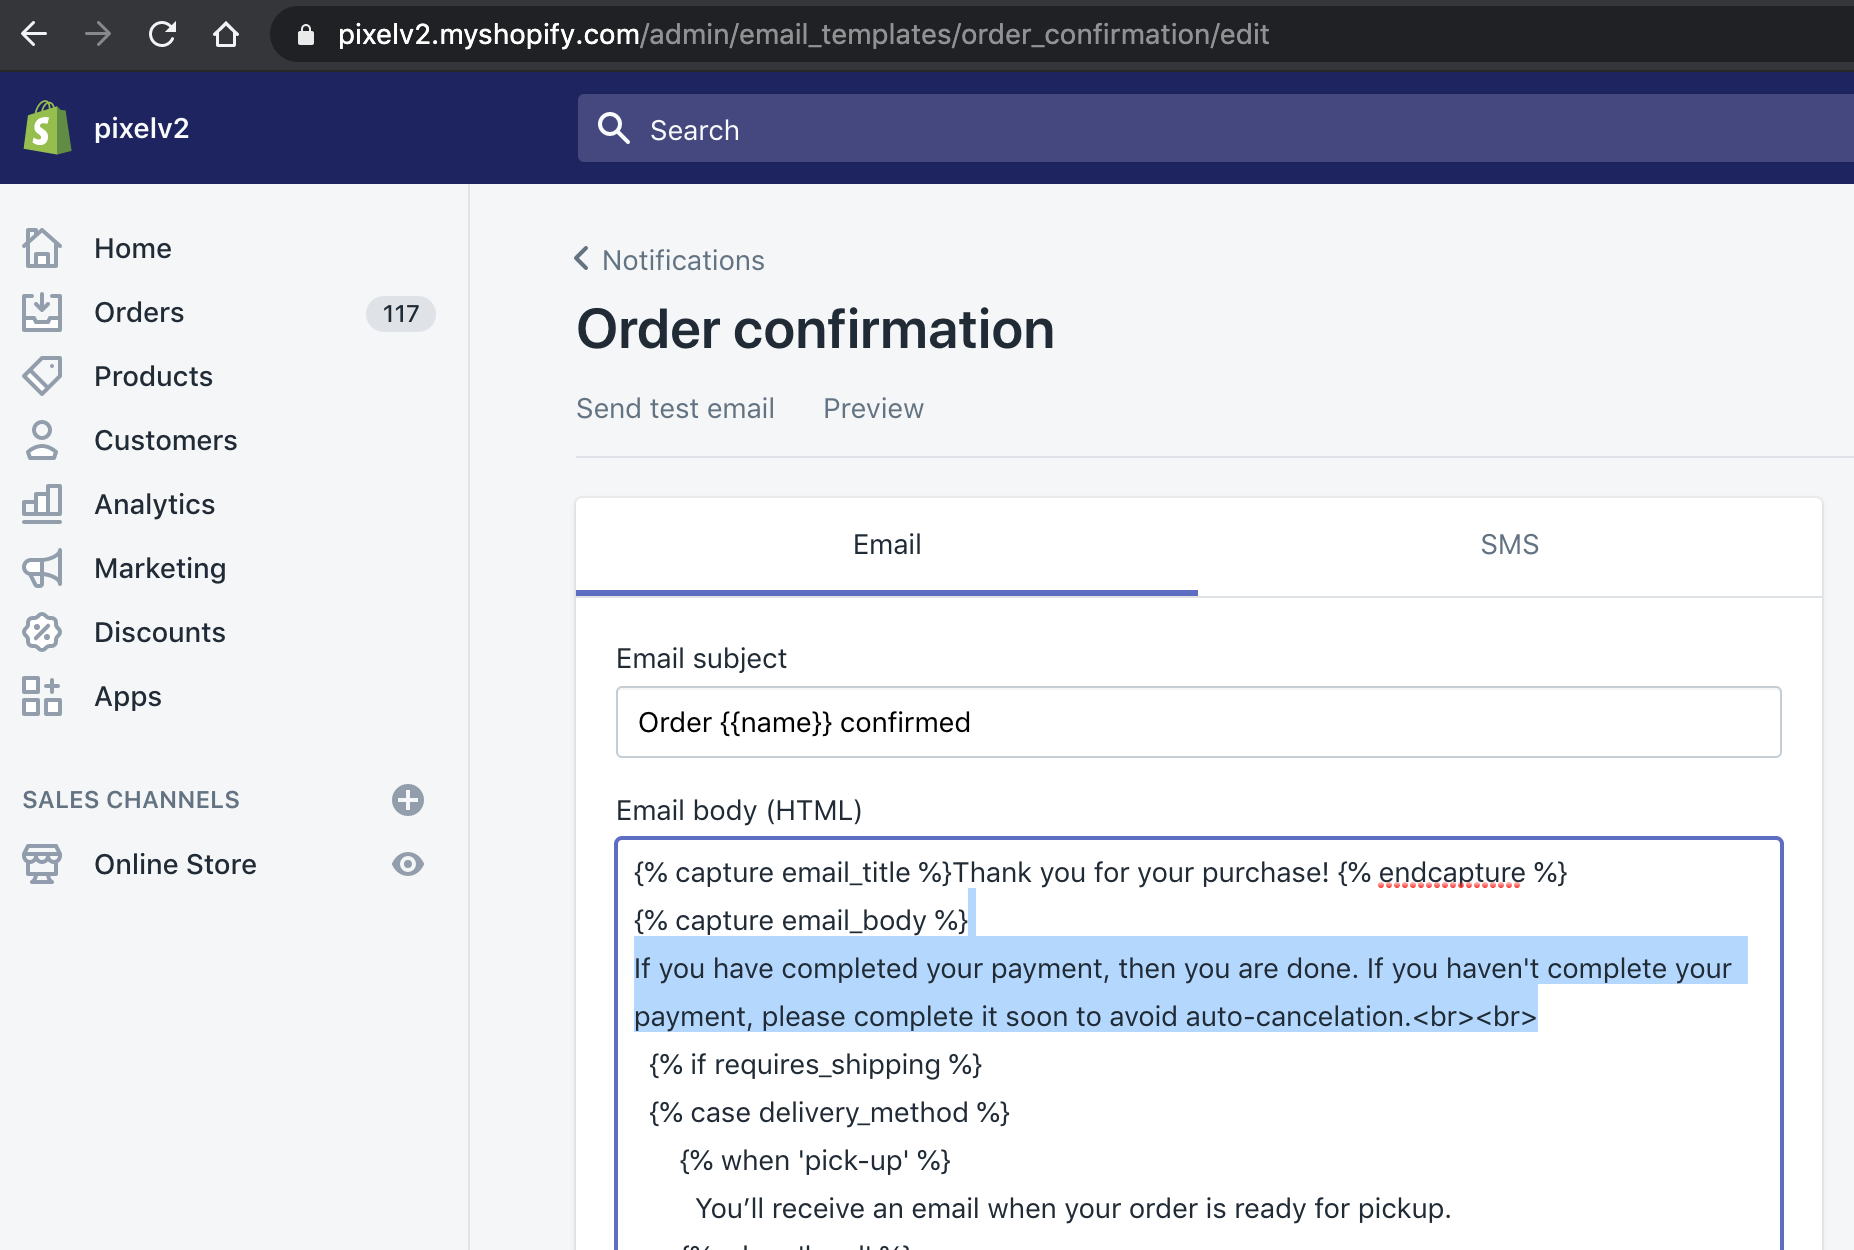 pixelv2.myshopify.com/admin/email_templates/order_confirmation/edit
pixelv2
Search
Home
Orders 117
Products
Customers
Analytics
Marketing
Discounts
Apps
SALES CHANNELS
Online Store
Notifications
Order confirmation
Send test email Preview
Email SMS
Email subject
Order {{name}} confirmed
Email body (HTML)
{% capture email_title %}Thank you for your purchase! {% endcapture %}
{% capture email_body %}
If you have completed your payment, then you are done. If you haven't complete your
payment, please complete it soon to avoid auto-cancelation.<br><br>
{% if requires_shipping %}
{% case delivery_method %}
{% when 'pick-up' %}
You’ll receive an email when your order is ready for pickup.